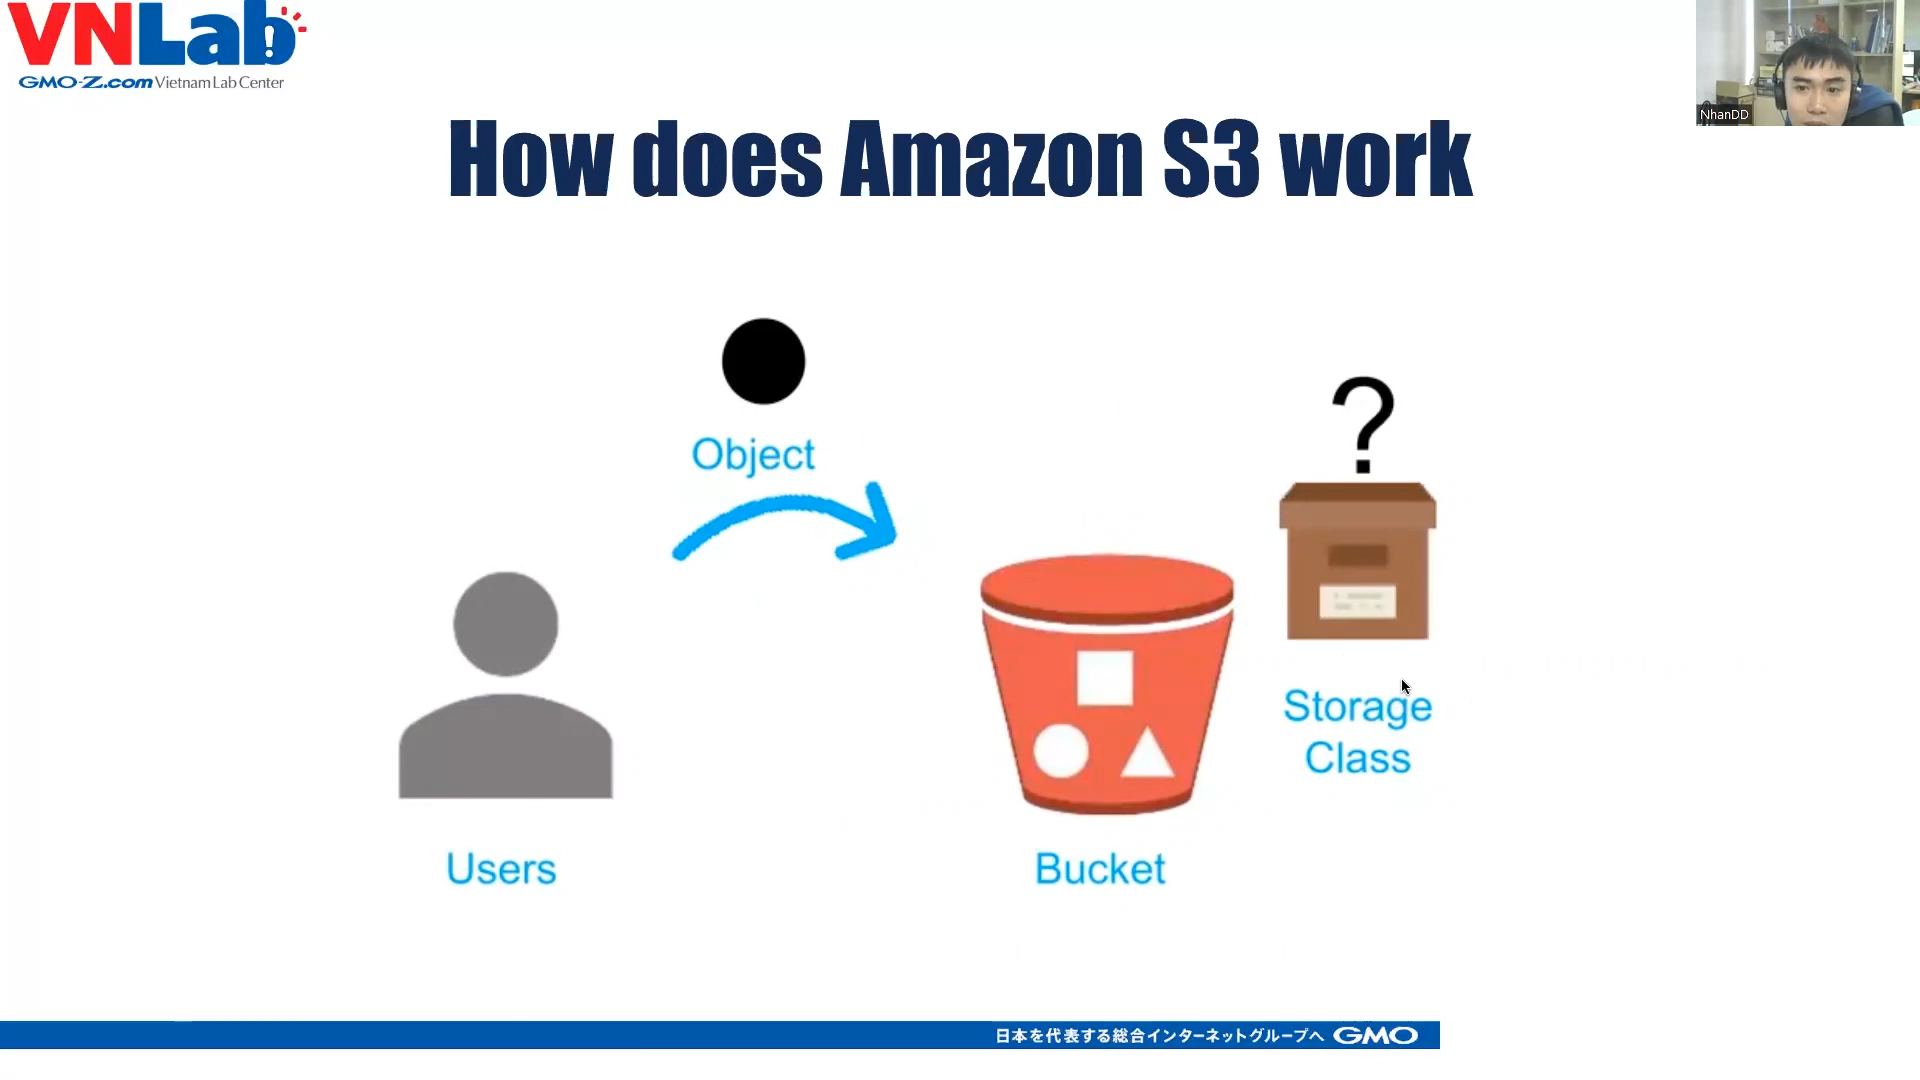 VNLab
GMO-Z.com Vietnam Lab Center
NhanDD
How does Amazon S3 work
Object
?
Storage
Class
Users
Bucket
日本を代表する総合インターネットグループへ GMO